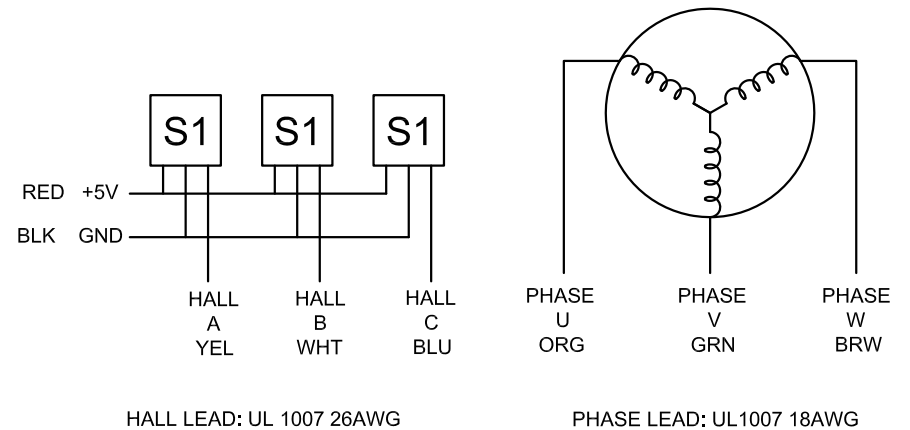 S1 S1 S1
RED +5V
BLK GND
HALL
A
YEL
HALL
B
WHT
HALL
C
BLU
PHASE
U
ORG
PHASE
V
GRN
PHASE
W
BRW
HALL LEAD: UL 1007 26AWG
PHASE LEAD: UL1007 18AWG